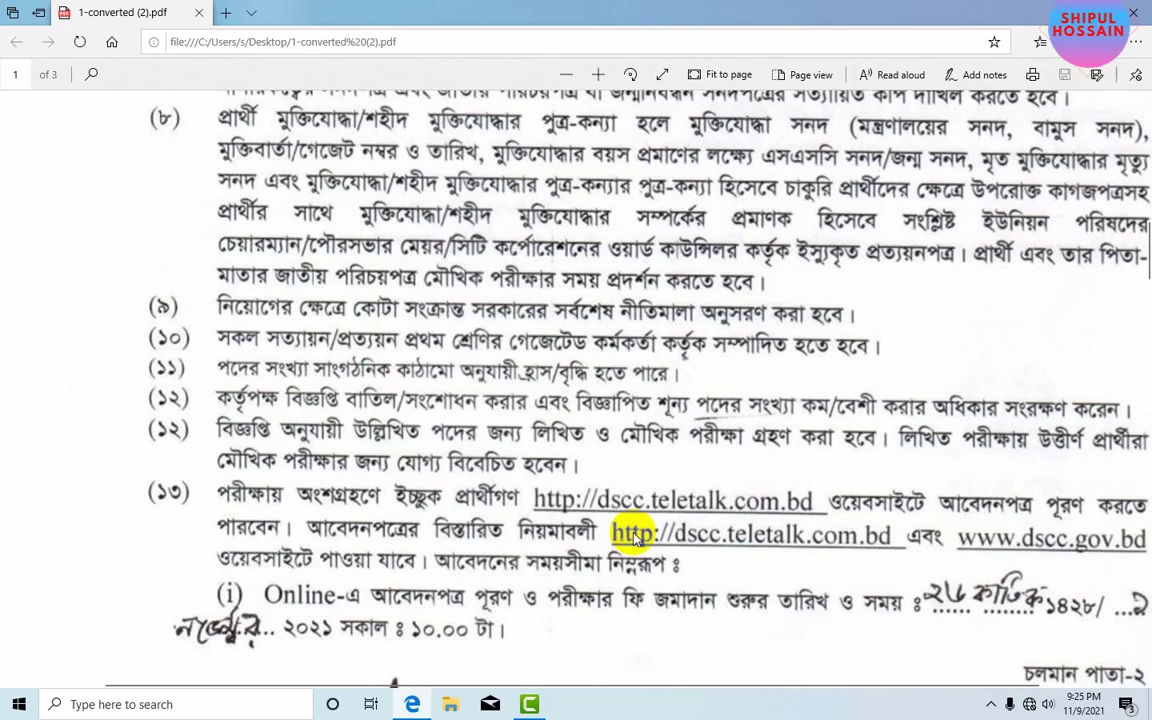 1-converted (2).pdf
SHIPUL
HOSSAIN
file:///C:/Users/s/Desktop/1-converted%20(2).pdf
1 of 3 Fit to page Page view Read aloud Add notes
(৮) প্রার্থী মুক্তিযোদ্ধা/শহীদ মুক্তিযোদ্ধার পুত্র-কন্যা হলে মুক্তিযোদ্ধা সনদ (মন্ত্রণালয়ের সনদ, বামুস সনদ),
মুক্তিবার্তা/গেজেট নম্বর ও তারিখ, মুক্তিযোদ্ধার বয়স প্রমাণের লক্ষ্যে এসএসসি সনদ/জন্ম সনদ, মৃত মুক্তিযোদ্ধার মৃত্যু
সনদ এবং মুক্তিযোদ্ধা/শহীদ মুক্তিযোদ্ধার পুত্র-কন্যার পুত্র-কন্যা হিসেবে চাকুরি প্রার্থীদের ক্ষেত্রে উপরোক্ত কাগজপত্রসহ
প্রার্থীর সাথে মুক্তিযোদ্ধা/শহীদ মুক্তিযোদ্ধার সম্পর্কের প্রমাণক হিসেবে সংশ্লিষ্ট ইউনিয়ন পরিষদের
চেয়ারম্যান/পৌরসভার মেয়র/সিটি কর্পোরেশনের ওয়ার্ড কাউন্সিলর কর্তৃক ইস্যুকৃত প্রত্যয়নপত্র। প্রার্থী এবং তার পিতা-
মাতার জাতীয় পরিচয়পত্র মৌখিক পরীক্ষার সময় প্রদর্শন করতে হবে।
(৯) নিয়োগের ক্ষেত্রে কোটা সংক্রান্ত সরকারের সর্বশেষ নীতিমালা অনুসরণ করা হবে।
(১০) সকল সত্যায়ন/প্রত্যয়ন প্রথম শ্রেণির গেজেটেড কর্মকর্তা কর্তৃক সম্পাদিত হতে হবে।
(১১) পদের সংখ্যা সাংগঠনিক কাঠামো অনুযায়ী হ্রাস/বৃদ্ধি হতে পারে।
(১২) কর্তৃপক্ষ বিজ্ঞপ্তি বাতিল/সংশোধন করার এবং বিজ্ঞাপিত শূন্য পদের সংখ্যা কম/বেশী করার অধিকার সংরক্ষণ করেন।
(১২) বিজ্ঞপ্তি অনুযায়ী উল্লিখিত পদের জন্য লিখিত ও মৌখিক পরীক্ষা গ্রহণ করা হবে। লিখিত পরীক্ষায় উত্তীর্ণ প্রার্থীরা
মৌখিক পরীক্ষার জন্য যোগ্য বিবেচিত হবেন।
(১৩) পরীক্ষায় অংশগ্রহণে ইচ্ছুক প্রার্থীগণ http://dscc.teletalk.com.bd ওয়েবসাইটে আবেদনপত্র পূরণ করতে
পারবেন। আবেদনপত্রের বিস্তারিত নিয়মাবলী http://dscc.teletalk.com.bd এবং www.dscc.gov.bd
ওয়েবসাইটে পাওয়া যাবে। আবেদনের সময়সীমা নিম্নরূপ ঃ
(i) Online-এ আবেদনপত্র পূরণ ও পরীক্ষার ফি জমাদান শুরুর তারিখ ও সময় ঃ ...... ........ কার্তিক ১৪২৮/ ...
নভেম্বর... ২০২১ সকাল ঃ ১০.০০ টা।
চলমান পাতা-২
Type here to search
9:25 PM
11/9/2021
3